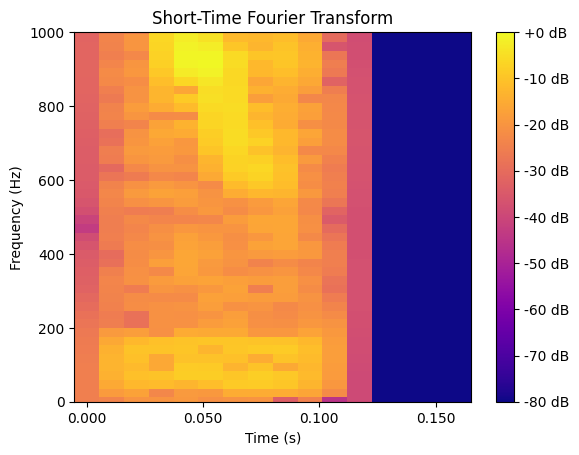 Short-Time Fourier Transform
Frequency (Hz)
1000
800
600
400
200
0
0.000
0.050
0.100
0.150
Time (s)
+0 dB
-10 dB
-20 dB
-30 dB
-40 dB
-50 dB
-60 dB
-70 dB
-80 dB